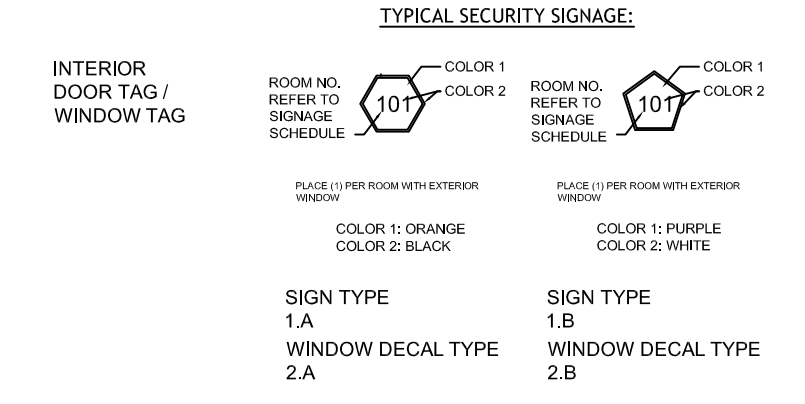 TYPICAL SECURITY SIGNAGE:
INTERIOR
DOOR TAG /
WINDOW TAG
ROOM NO.
REFER TO
SIGNAGE
SCHEDULE
101
COLOR 1
COLOR 2
PLACE (1) PER ROOM WITH EXTERIOR
WINDOW
COLOR 1: ORANGE
COLOR 2: BLACK
SIGN TYPE
1.A
WINDOW DECAL TYPE
2.A
ROOM NO.
REFER TO
SIGNAGE
SCHEDULE
101
COLOR 1
COLOR 2
PLACE (1) PER ROOM WITH EXTERIOR
WINDOW
COLOR 1: PURPLE
COLOR 2: WHITE
SIGN TYPE
1.B
WINDOW DECAL TYPE
2.B